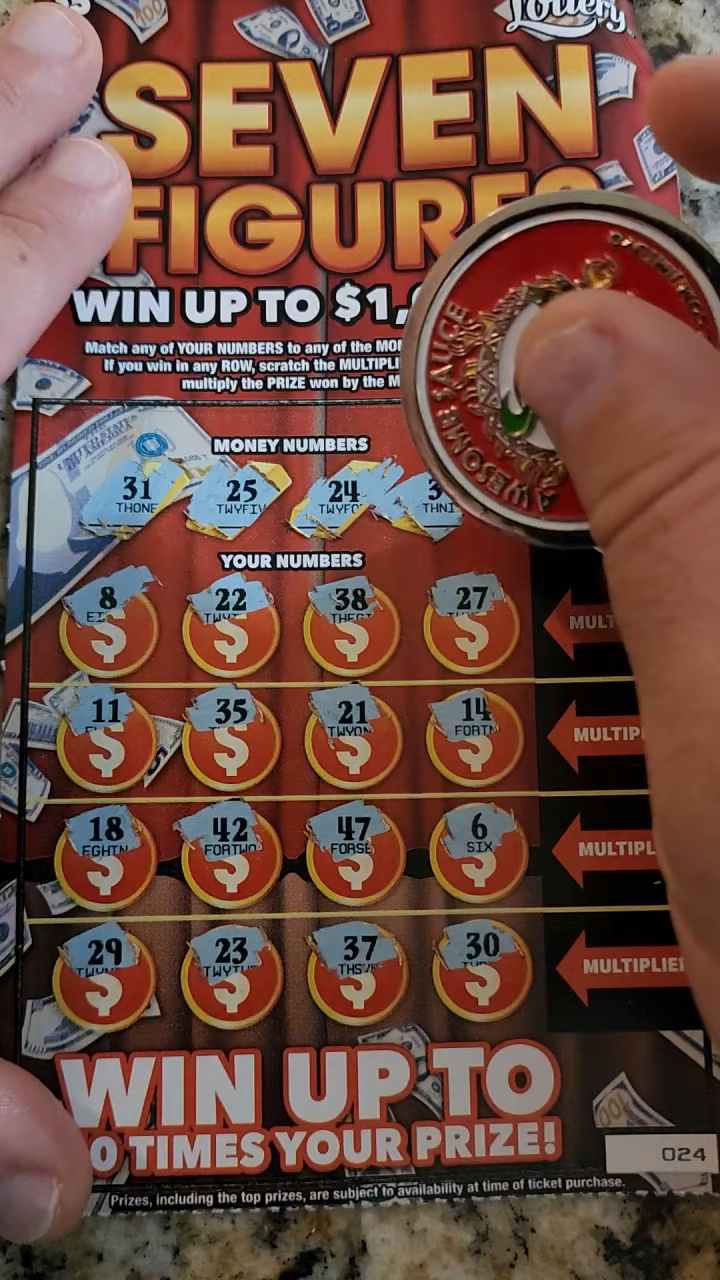 Lottery
SEVEN
FIGURES
WIN UP TO $1,
Match any of YOUR NUMBERS to any of the
If you win in any ROW, scratch the
multiply the PRIZE won by the
MONEY NUMBERS
31 25 24 3
THONE TWYFIV TWYFO THNI
YOUR NUMBERS
8 22 38 27
MULT
11 35 21 14
TWYON FORTN
MULTIP
18 42 47 6
EGHTN FORTWO FORSE SIX
MULTIPL
29 23 37 30
MULTIPLIE
WIN UP TO
0 TIMES YOUR PRIZE!
024
Prizes, including the top prizes, are subject to availability at time of ticket purchase.
AWESOME SAUCE